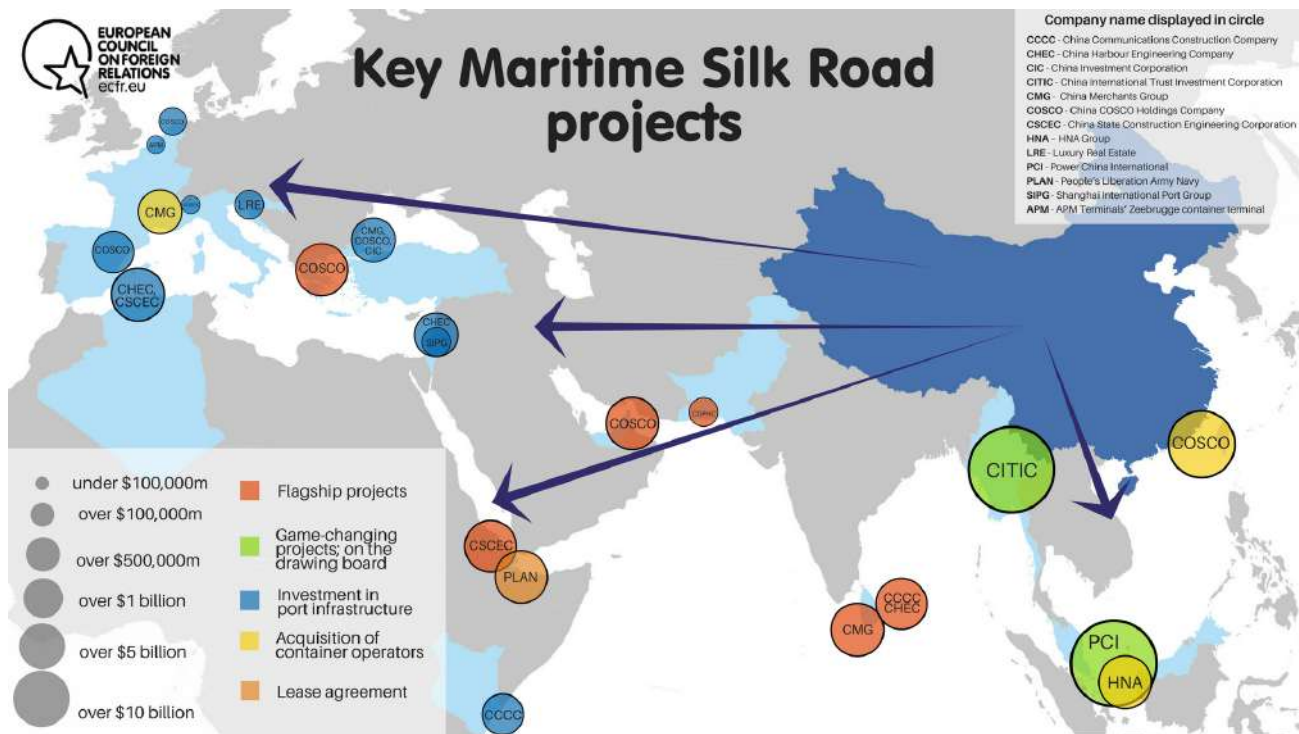 EUROPEAN
COUNCIL
ON FOREIGN
RELATIONS
ecfr.eu
Key Maritime Silk Road
projects
Company name displayed in circle
CCCC - China Communications Construction Company
CHEC - China Harbour Engineering Company
CIC - China Investment Corporation
CITIC - China International Trust Investment Corporation
CMG - China Merchants Group
COSCO - China COSCO Holdings Company
CSCEC - China State Construction Engineering Corporation
HNA - HNA Group
LRE - Luxury Real Estate
PCI - Power China International
PLAN - People's Liberation Army Navy
SIPG - Shanghai International Port Group
APM - APM Terminals' Zeebrugge container terminal
COSCO
APM
CMG
LRE
CMG,
COSCO,
CIC
COSCO
COSCO
CHEC,
CSCEC
CHEC
SIPG
COSCO
COSCO
CITIC
CSCEC
PLAN
CCCC
CHEC
CMG
PCI
HNA
CCCC
under $100,000m
over $100,000m
over $500,000m
over $1 billion
over $5 billion
over $10 billion
Flagship projects
Game-changing
projects; on the
drawing board
Investment in
port infrastructure
Acquisition of
container operators
Lease agreement